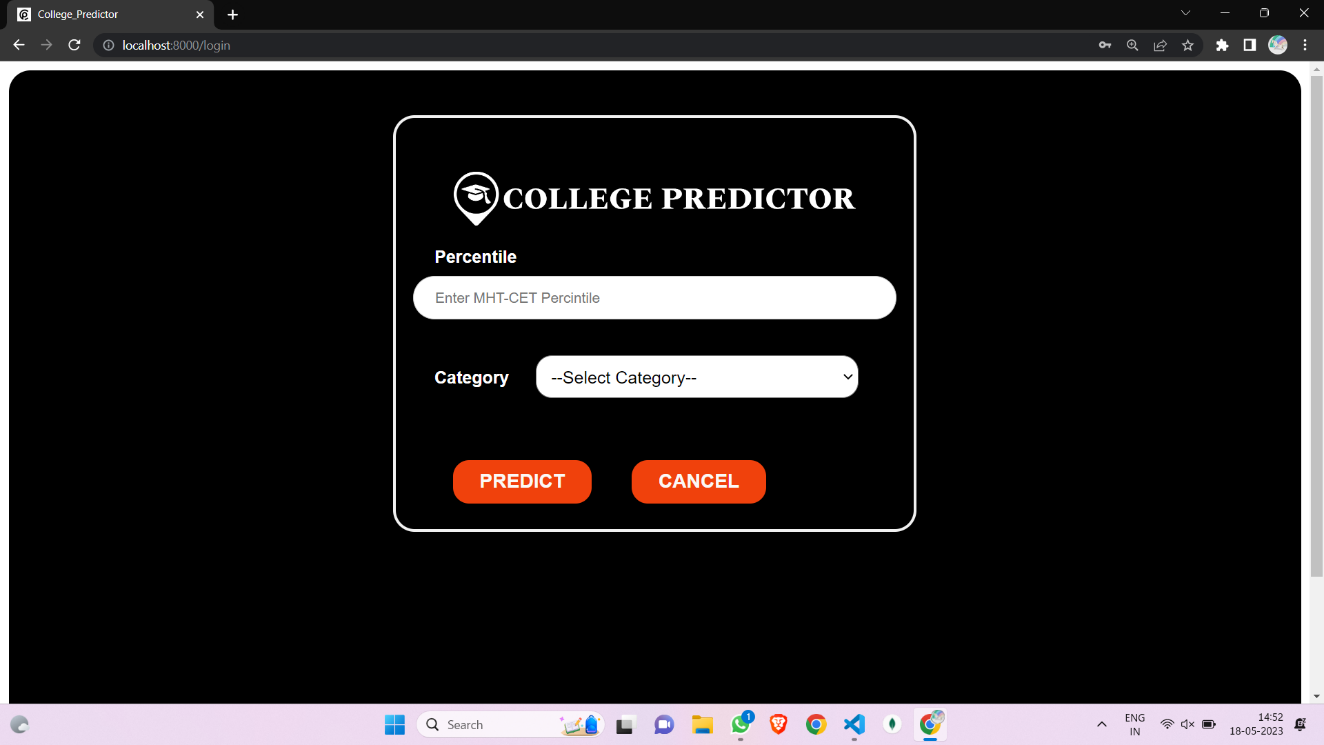 College_Predictor
localhost:8000/login
COLLEGE PREDICTOR
Percentile
Enter MHT-CET Percintile
Category
--Select Category--
PREDICT
CANCEL
Search
1
ENG
IN
14:52
18-05-2023